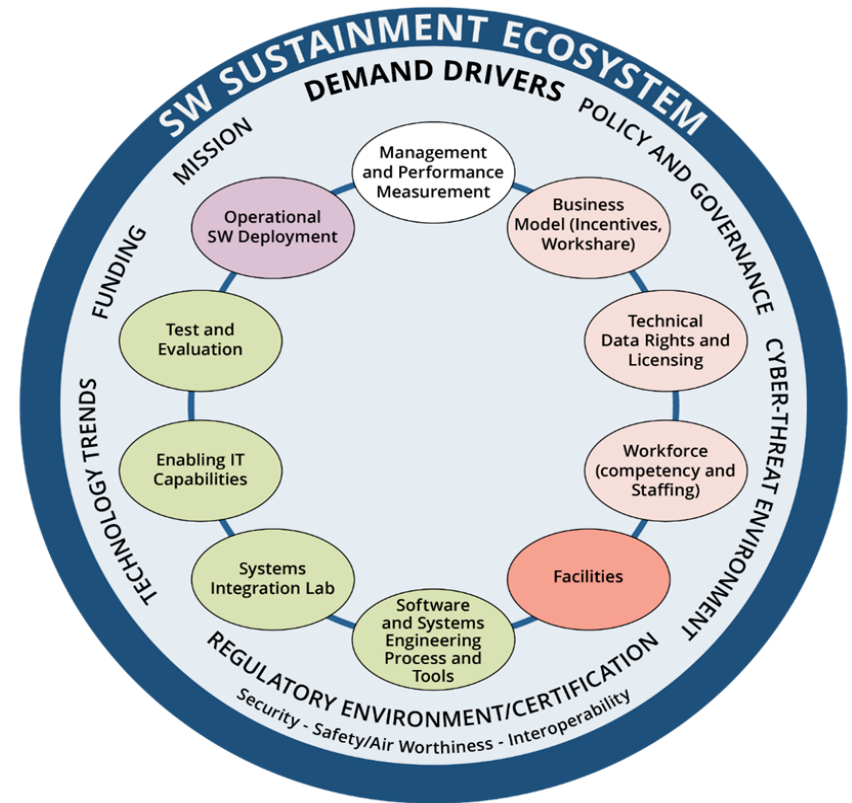 SW SUSTAINMENT ECOSYSTEM
DEMAND DRIVERS
MISSION
POLICY AND GOVERNANCE
FUNDING
CYBER-THREAT ENVIRONMENT
TECHNOLOGY TRENDS
Management
and Performance
Measurement
Operational
SW Deployment
Business
Model (Incentives,
Workshare)
Test and
Evaluation
Technical
Data Rights and
Licensing
Enabling IT
Capabilities
Workforce
(competency and
Staffing)
Systems
Integration Lab
Facilities
Software
and Systems
Engineering
Process and
Tools
REGULATORY ENVIRONMENT/CERTIFICATION
Security - Safety/Air Worthiness - Interoperability